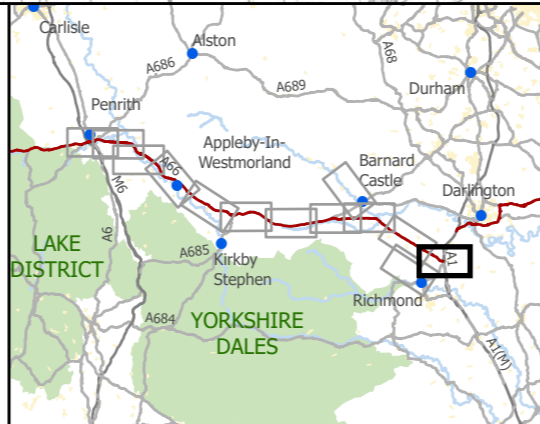 Carlisle
Alston
A686
A68
A689
Durham
Penrith
Appleby-In-
Westmorland
A66
Barnard
Castle
Darlington
M6
A6
LAKE
DISTRICT
A685
Kirkby
Stephen
A1
Richmond
A684
YORKSHIRE
DALES
A1(M)